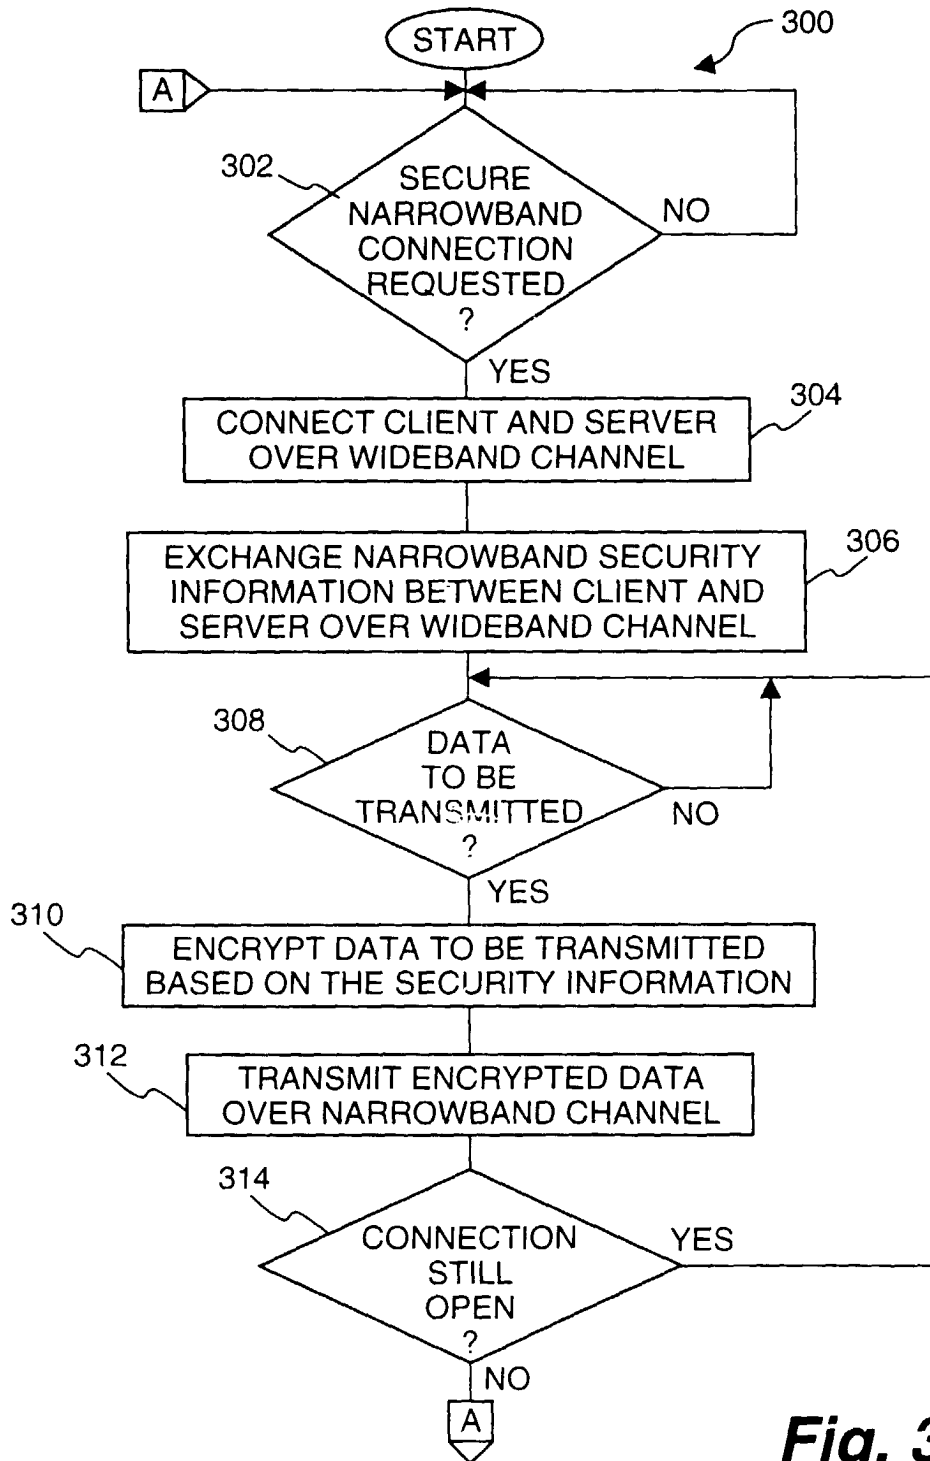 START
300
A
302
SECURE
NARROWBAND
CONNECTION
REQUESTED
?
NO
YES
304
CONNECT CLIENT AND SERVER
OVER WIDEBAND CHANNEL
306
EXCHANGE NARROWBAND SECURITY
INFORMATION BETWEEN CLIENT AND
SERVER OVER WIDEBAND CHANNEL
308
DATA
TO BE
TRANSMITTED
?
NO
YES
310
ENCRYPT DATA TO BE TRANSMITTED
BASED ON THE SECURITY INFORMATION
312
TRANSMIT ENCRYPTED DATA
OVER NARROWBAND CHANNEL
314
CONNECTION
STILL
OPEN
?
YES
NO
A
Fig. 3